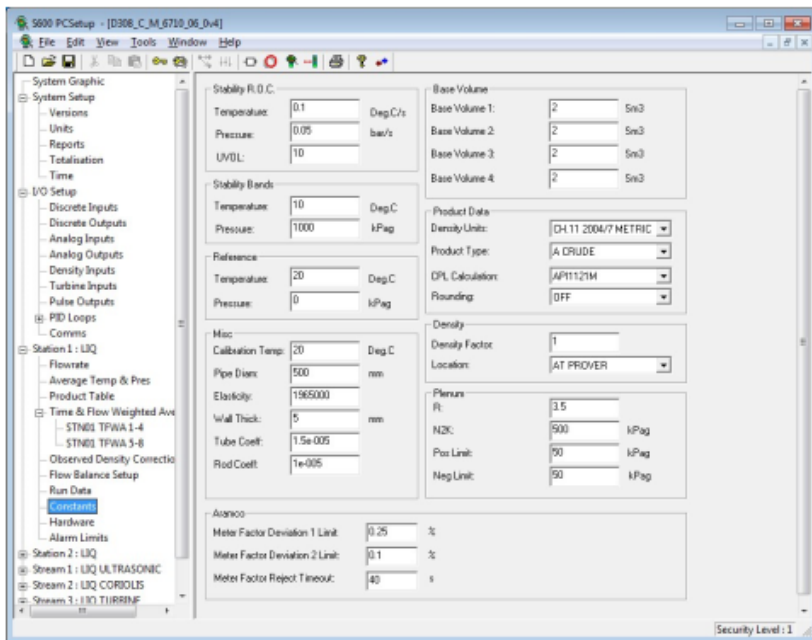 S600 PCSetup - [D308_C_M_6710_06_0v4]
File Edit View Tools Window Help
System Graphic
System Setup
Versions
Units
Reports
Totalisation
Time
I/O Setup
Discrete Inputs
Discrete Outputs
Analog Inputs
Analog Outputs
Density Inputs
Turbine Inputs
Pulse Outputs
PID Loops
Comms
Station 1 : LIQ
Flowrate
Average Temp & Pres
Product Table
Time & Flow Weighted Ave
STN01 TFWA 1-4
STN01 TFWA 5-8
Observed Density Correctio
Flow Balance Setup
Run Data
Constants
Hardware
Alarm Limits
Station 2 : LIQ
Stream 1 : LIQ ULTRASONIC
Stream 2 : LIQ CORIOLIS
Stream 3 : LIQ TURBINE
Stability R.O.C.
Temperature: 0.1 Deg.C/s
Pressure: 0.05 bar/s
UVOL: 10
Stability Bands
Temperature: 10 Deg.C
Pressure: 1000 kPag
Reference
Temperature: 20 Deg.C
Pressure: 0 kPag
Misc
Calibration Temp: 20 Deg.C
Pipe Diam: 500 mm
Elasticity: 1965000
Wall Thick: 5 mm
Tube Coeff: 1.5e-005
Rod Coeff: 1e-005
Base Volume
Base Volume 1: 2 Sm3
Base Volume 2: 2 Sm3
Base Volume 3: 2 Sm3
Base Volume 4: 2 Sm3
Product Data
Density Units: CH.11 2004/7 METRIC
Product Type: A CRUDE
CPL Calculation: API1121M
Rounding: OFF
Density
Density Factor: 1
Location: AT PROVER
Plenum
R: 3.5
N2K: 500 kPag
Pos Limit: 50 kPag
Neg Limit: 50 kPag
Aramco
Meter Factor Deviation 1 Limit: 0.25 %
Meter Factor Deviation 2 Limit: 0.1 %
Meter Factor Reject Timeout: 40 s
Security Level : 1